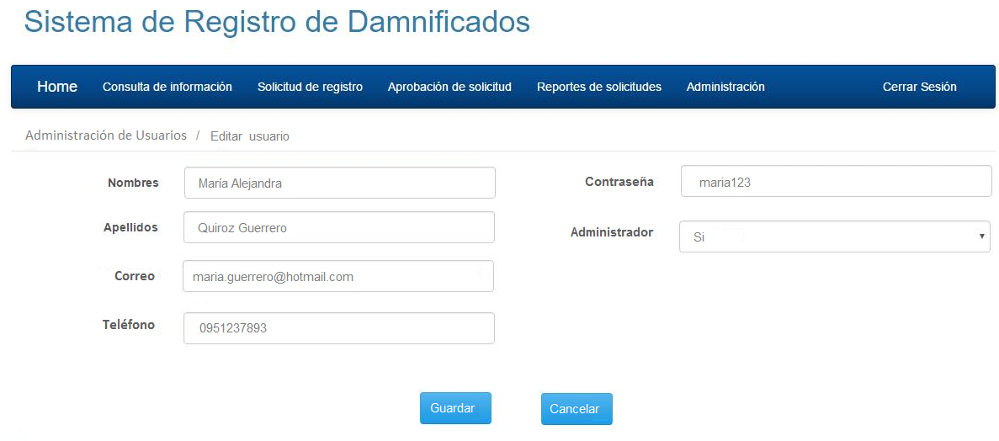 Sistema de Registro de Damnificados
Home Consulta de información Solicitud de registro Aprobación de solicitud Reportes de solicitudes Administración Cerrar Sesión
Administración de Usuarios / Editar usuario
Nombres María Alejandra Contraseña maria123
Apellidos Quiroz Guerrero Administrador Si
Correo maria.guerrero@hotmail.com
Teléfono 0951237893
Guardar Cancelar